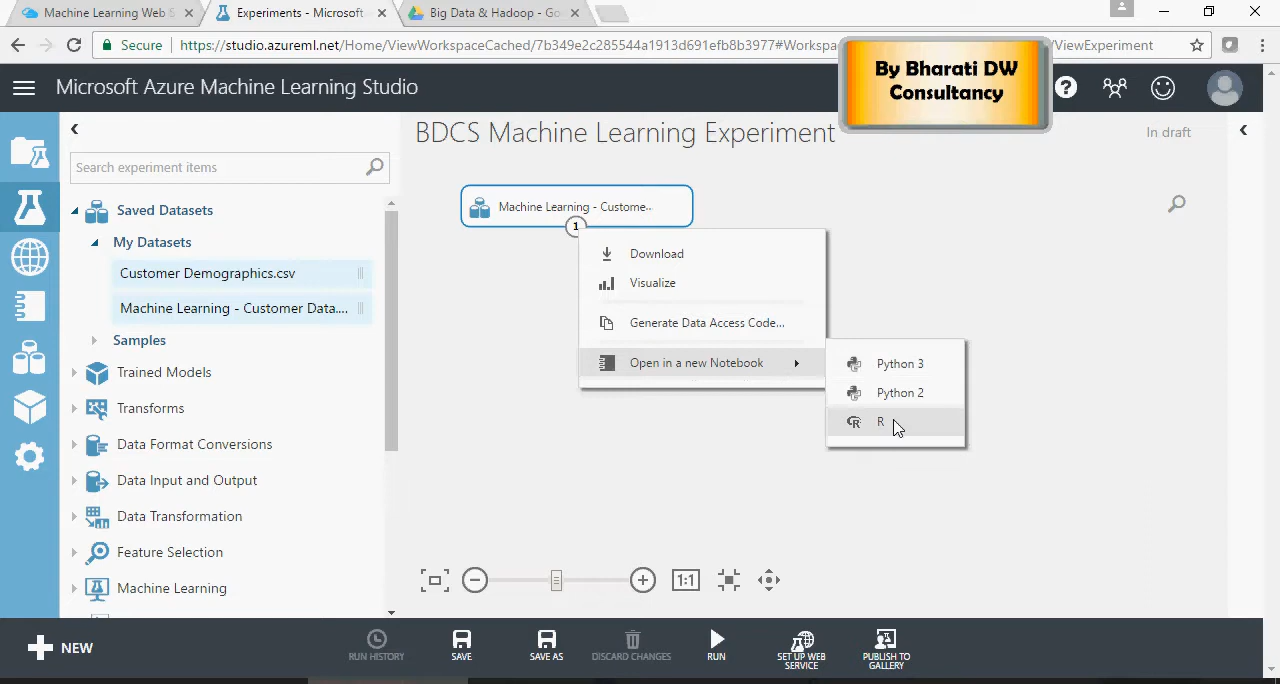 Machine Learning Web S
Experiments - Microsoft
Big Data & Hadoop - Go
Secure
https://studio.azureml.net/Home/ViewWorkspaceCached/7b349e2c285544a1913d691efb8b3977#Workspa
/ViewExperiment
By Bharati DW
Consultancy
Microsoft Azure Machine Learning Studio
BDCS Machine Learning Experiment
In draft
Search experiment items
Saved Datasets
My Datasets
Customer Demographics.csv
Machine Learning - Customer Data....
Samples
Trained Models
Transforms
Data Format Conversions
Data Input and Output
Data Transformation
Feature Selection
Machine Learning
Machine Learning - Custome...
1
Download
Visualize
Generate Data Access Code...
Open in a new Notebook
Python 3
Python 2
R
1:1
NEW
RUN HISTORY
SAVE
SAVE AS
DISCARD CHANGES
RUN
SET UP WEB
SERVICE
PUBLISH TO
GALLERY